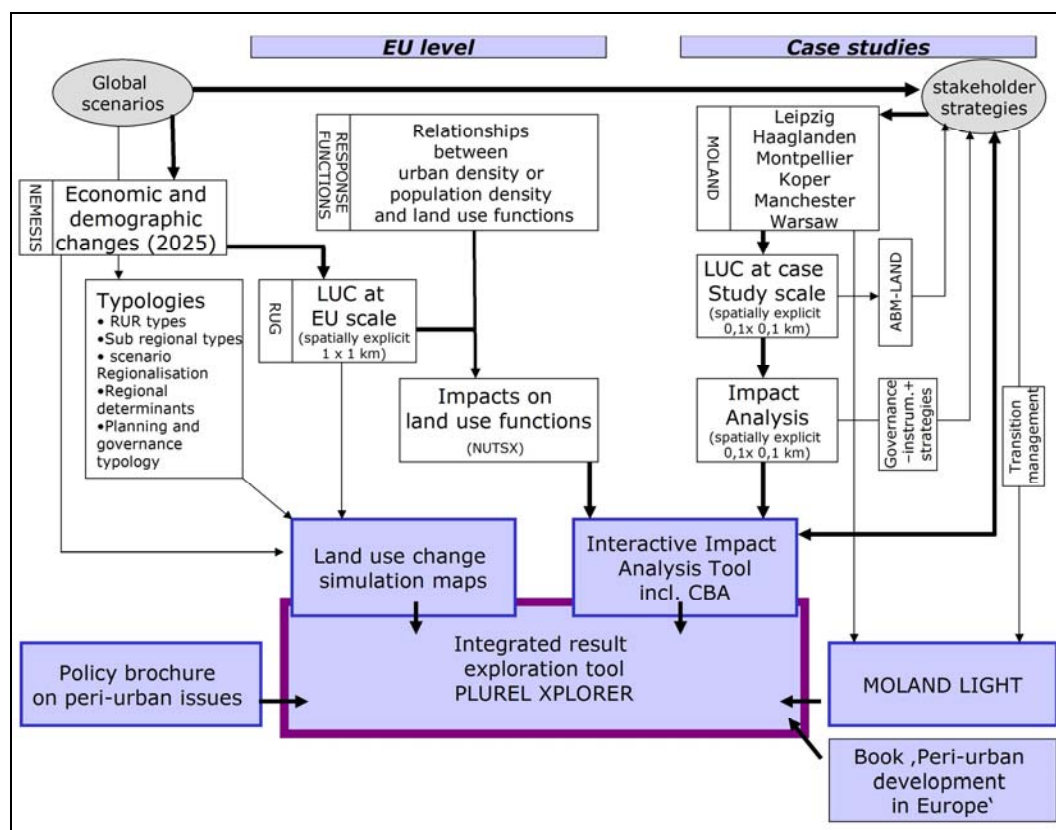 EU level
Case studies
Global
scenarios
stakeholder
strategies
RESPONSE
FUNCTIONS
Relationships
between
urban density or
population density
and land use functions
MOLAND
Leipzig
Haaglanden
Montpellier
Koper
Manchester
Warsaw
NEMESIS
Economic and
demographic
changes (2025)
Typologies
• RUR types
•Sub regional types
• scenario
Regionalisation
•Regional
determinants
•Planning and
governance
typology
RUG
LUC at
EU scale
(spatially explicit
1 x 1 km)
LUC at case
Study scale
(spatially explicit
0,1x 0,1 km)
ABM-LAND
Impacts on
land use functions
(NUTSX)
Impact
Analysis
(spatially explicit
0,1x 0,1 km)
Governance
–instrum.+
strategies
Transition
management
Land use change
simulation maps
Interactive Impact
Analysis Tool
incl. CBA
Integrated result
exploration tool
PLUREL XPLORER
Policy brochure
on peri-urban issues
MOLAND LIGHT
Book ‚Peri-urban
development
in Europe‘